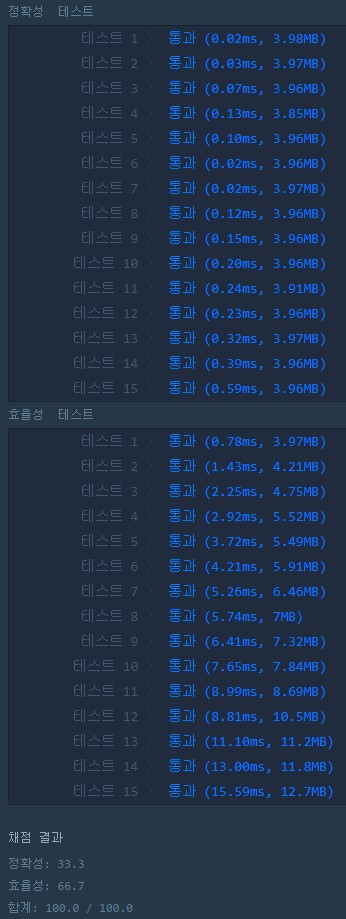 정확성 테스트
테스트 1 〉 통과 (0.02ms, 3.98MB)
테스트 2 〉 통과 (0.03ms, 3.97MB)
테스트 3 〉 통과 (0.07ms, 3.96MB)
테스트 4 〉 통과 (0.13ms, 3.85MB)
테스트 5 〉 통과 (0.10ms, 3.96MB)
테스트 6 〉 통과 (0.02ms, 3.96MB)
테스트 7 〉 통과 (0.02ms, 3.97MB)
테스트 8 〉 통과 (0.12ms, 3.96MB)
테스트 9 〉 통과 (0.15ms, 3.96MB)
테스트 10 〉 통과 (0.20ms, 3.96MB)
테스트 11 〉 통과 (0.24ms, 3.91MB)
테스트 12 〉 통과 (0.23ms, 3.96MB)
테스트 13 〉 통과 (0.32ms, 3.97MB)
테스트 14 〉 통과 (0.39ms, 3.96MB)
테스트 15 〉 통과 (0.59ms, 3.96MB)
효율성 테스트
테스트 1 〉 통과 (0.78ms, 3.97MB)
테스트 2 〉 통과 (1.43ms, 4.21MB)
테스트 3 〉 통과 (2.25ms, 4.75MB)
테스트 4 〉 통과 (2.92ms, 5.52MB)
테스트 5 〉 통과 (3.72ms, 5.49MB)
테스트 6 〉 통과 (4.21ms, 5.91MB)
테스트 7 〉 통과 (5.26ms, 6.46MB)
테스트 8 〉 통과 (5.74ms, 7MB)
테스트 9 〉 통과 (6.41ms, 7.32MB)
테스트 10 〉 통과 (7.65ms, 7.84MB)
테스트 11 〉 통과 (8.99ms, 8.69MB)
테스트 12 〉 통과 (8.81ms, 10.5MB)
테스트 13 〉 통과 (11.10ms, 11.2MB)
테스트 14 〉 통과 (13.00ms, 11.8MB)
테스트 15 〉 통과 (15.59ms, 12.7MB)
채점 결과
정확성: 33.3
효율성: 66.7
합계: 100.0 / 100.0